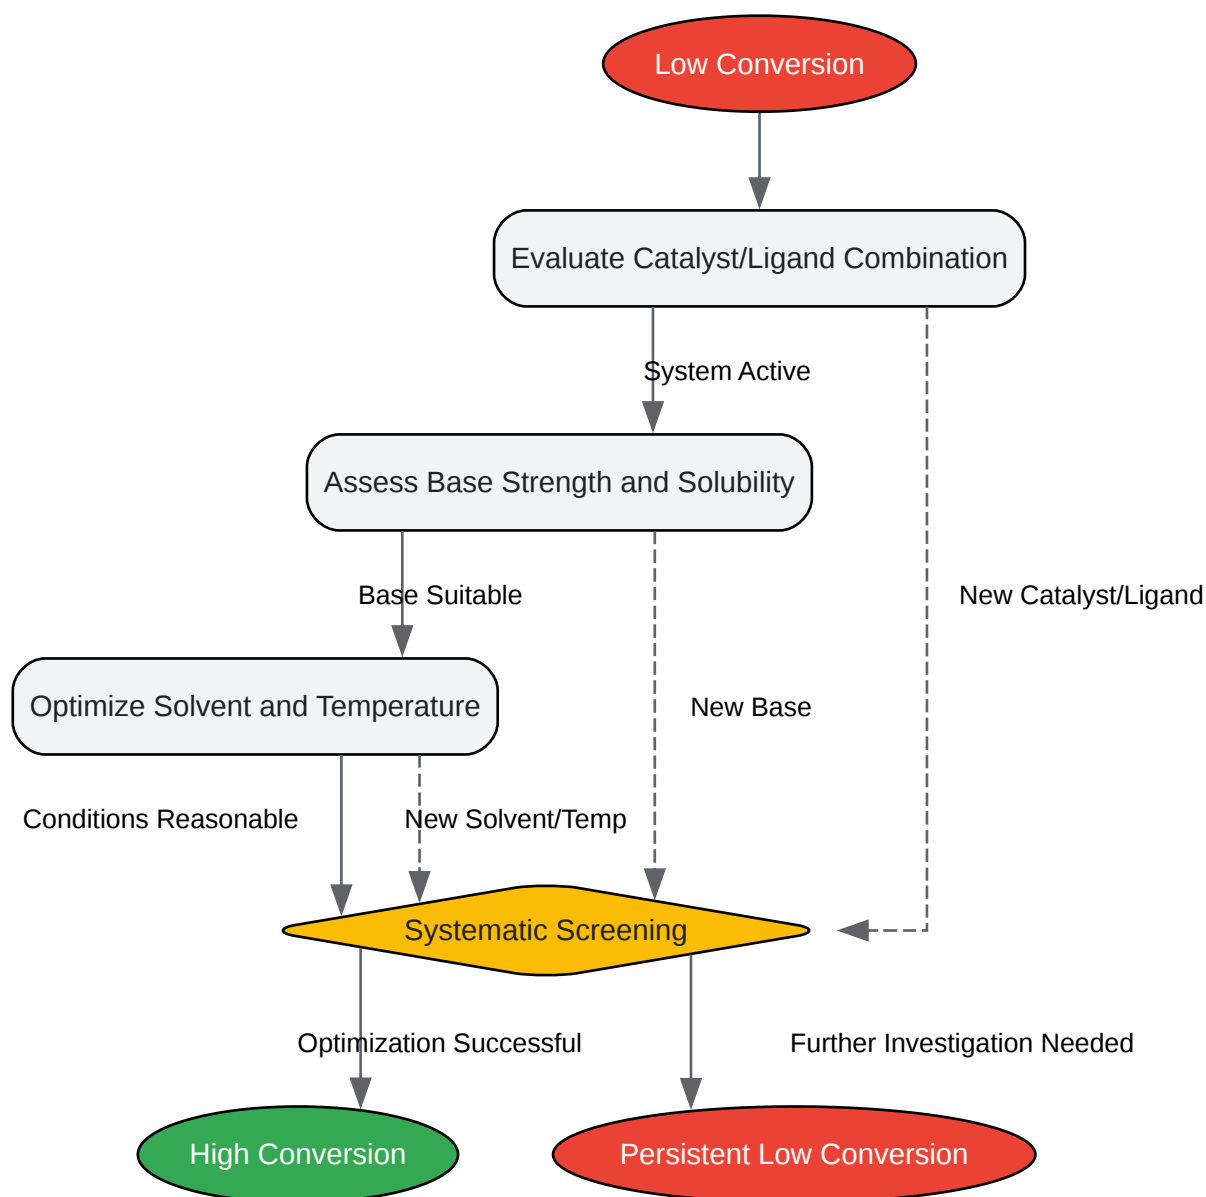 Low Conversion
Evaluate Catalyst/Ligand Combination
System Active
Assess Base Strength and Solubility
Base Suitable
New Catalyst/Ligand
Optimize Solvent and Temperature
New Base
Conditions Reasonable
New Solvent/Temp
Systematic Screening
Optimization Successful
Further Investigation Needed
High Conversion
Persistent Low Conversion